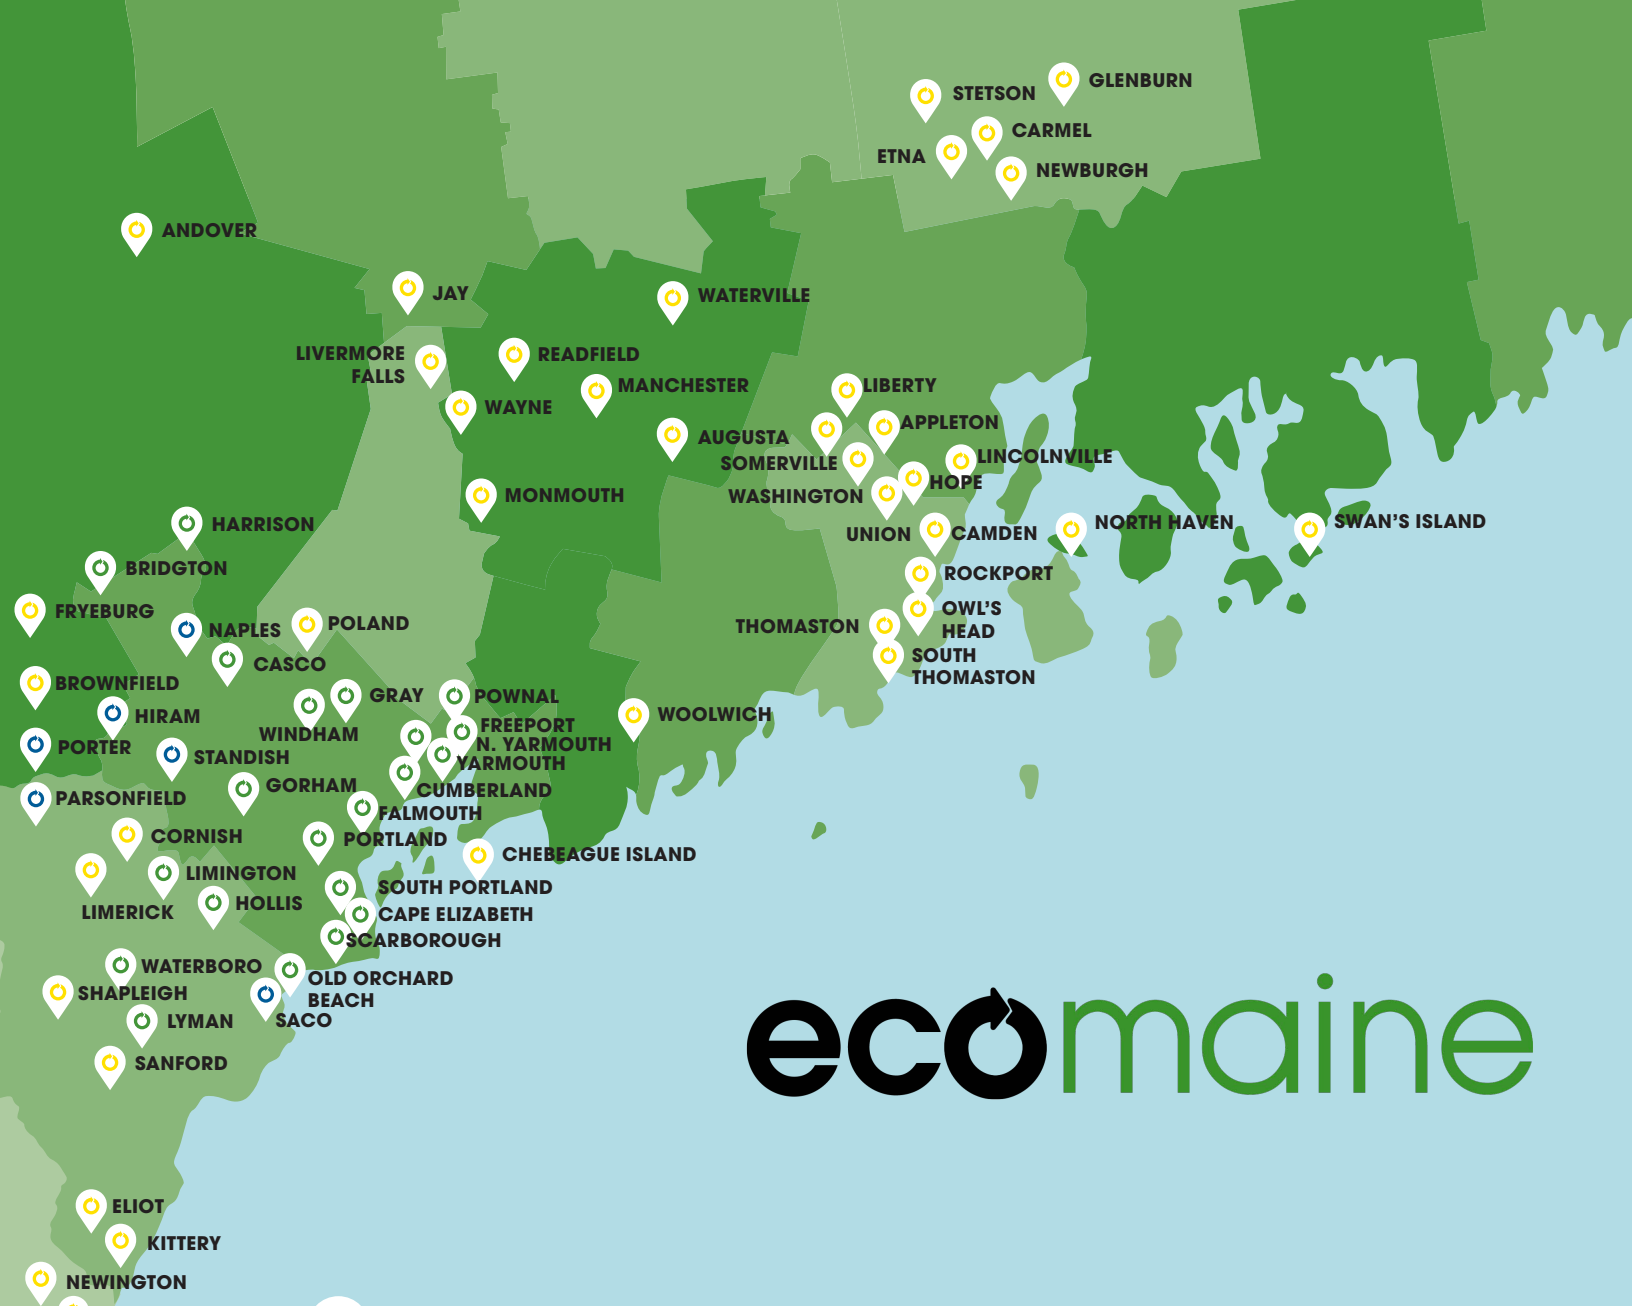 GLENBURN
STETSON
CARMEL
ETNA
NEWBURGH
ANDOVER
JAY
WATERVILLE
LIVERMORE
FALLS
READFIELD
MANCHESTER
LIBERTY
WAYNE
APPLETON
AUGUSTA
LINCOLNVILLE
SOMERVILLE
HOPE
MONMOUTH
WASHINGTON
HARRISON
NORTH HAVEN
SWAN'S ISLAND
UNION
CAMDEN
BRIDGTON
ROCKPORT
FRYEBURG
OWL'S
HEAD
POLAND
THOMASTON
NAPLES
SOUTH
THOMASTON
CASCO
BROWNFIELD
GRAY
POWNAL
HIRAM
WOOLWICH
FREEPORT
WINDHAM
N. YARMOUTH
PORTER
STANDISH
YARMOUTH
GORHAM
CUMBERLAND
PARSONFIELD
FALMOUTH
CORNISH
PORTLAND
CHEBEAGUE ISLAND
LIMINGTON
SOUTH PORTLAND
HOLLIS
LIMERICK
CAPE ELIZABETH
SCARBOROUGH
WATERBORO
OLD ORCHARD
BEACH
SHAPLEIGH
LYMAN
SACO
ecomaine
SANFORD
ELIOT
KITTERY
NEWINGTON